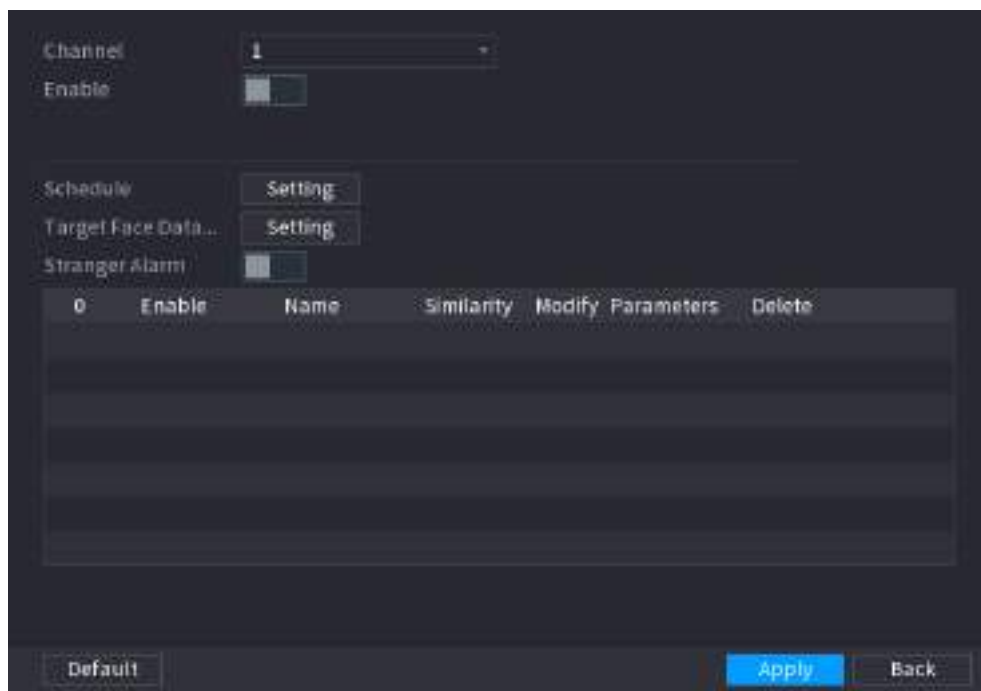 Channel 1
Enable
Schedule Setting
Target Face Data... Setting
Stranger Alarm
0 Enable Name Similarity Modify Parameters Delete
Default Apply Back